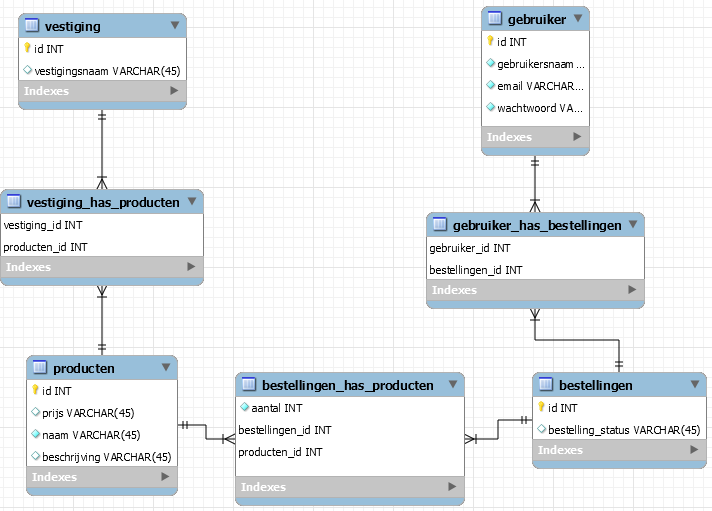 vestiging
id INT
vestigingsnaam VARCHAR(45)
Indexes
gebruiker
id INT
gebruikersnaam ...
email VARCHAR...
wachtwoord VA...
Indexes
vestiging_has_producten
vestiging_id INT
producten_id INT
Indexes
gebruiker_has_bestellingen
gebruiker_id INT
bestellingen_id INT
Indexes
producten
id INT
prijs VARCHAR(45)
naam VARCHAR(45)
beschrijving VARCHAR(45)
Indexes
bestellingen_has_producten
aantal INT
bestellingen_id INT
producten_id INT
Indexes
bestellingen
id INT
bestelling_status VARCHAR(45)
Indexes